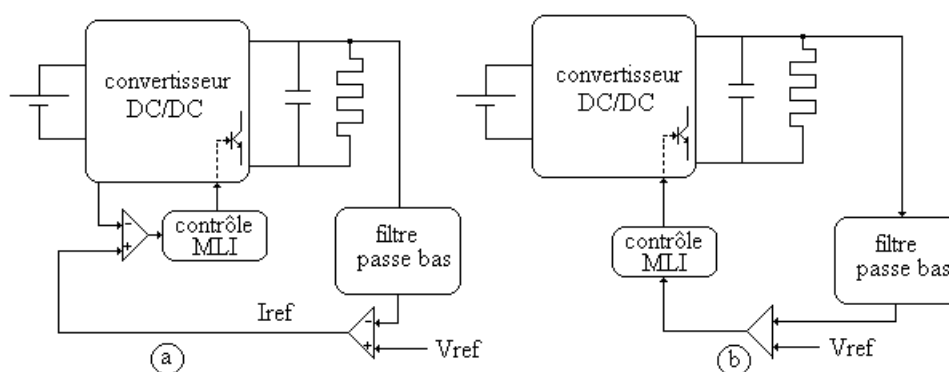 convertisseur
DC/DC
-
+
contrôle
MLI
filtre
passe bas
Iref
-
+
Vref
a
convertisseur
DC/DC
contrôle
MLI
filtre
passe bas
Vref
b